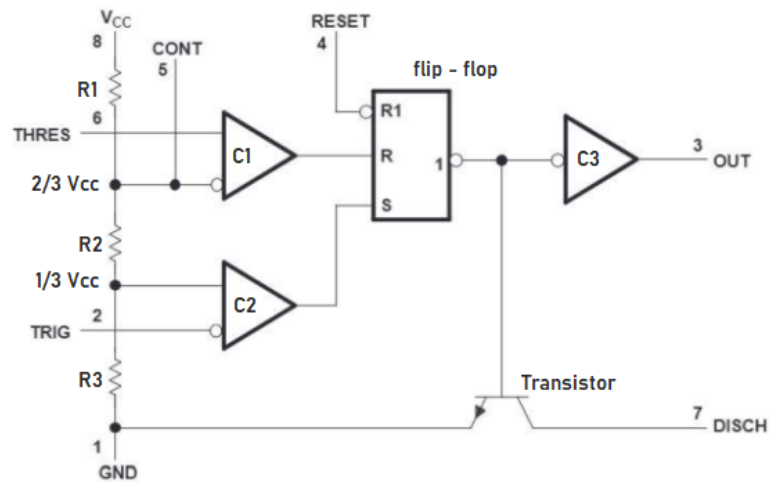 VCC
8
CONT
5
RESET
4
flip - flop
R1
6
THRES
C1
R1
R
1
S
C3
3
OUT
2/3 Vcc
R2
1/3 Vcc
C2
2
TRIG
R3
Transistor
1
GND
7
DISCH